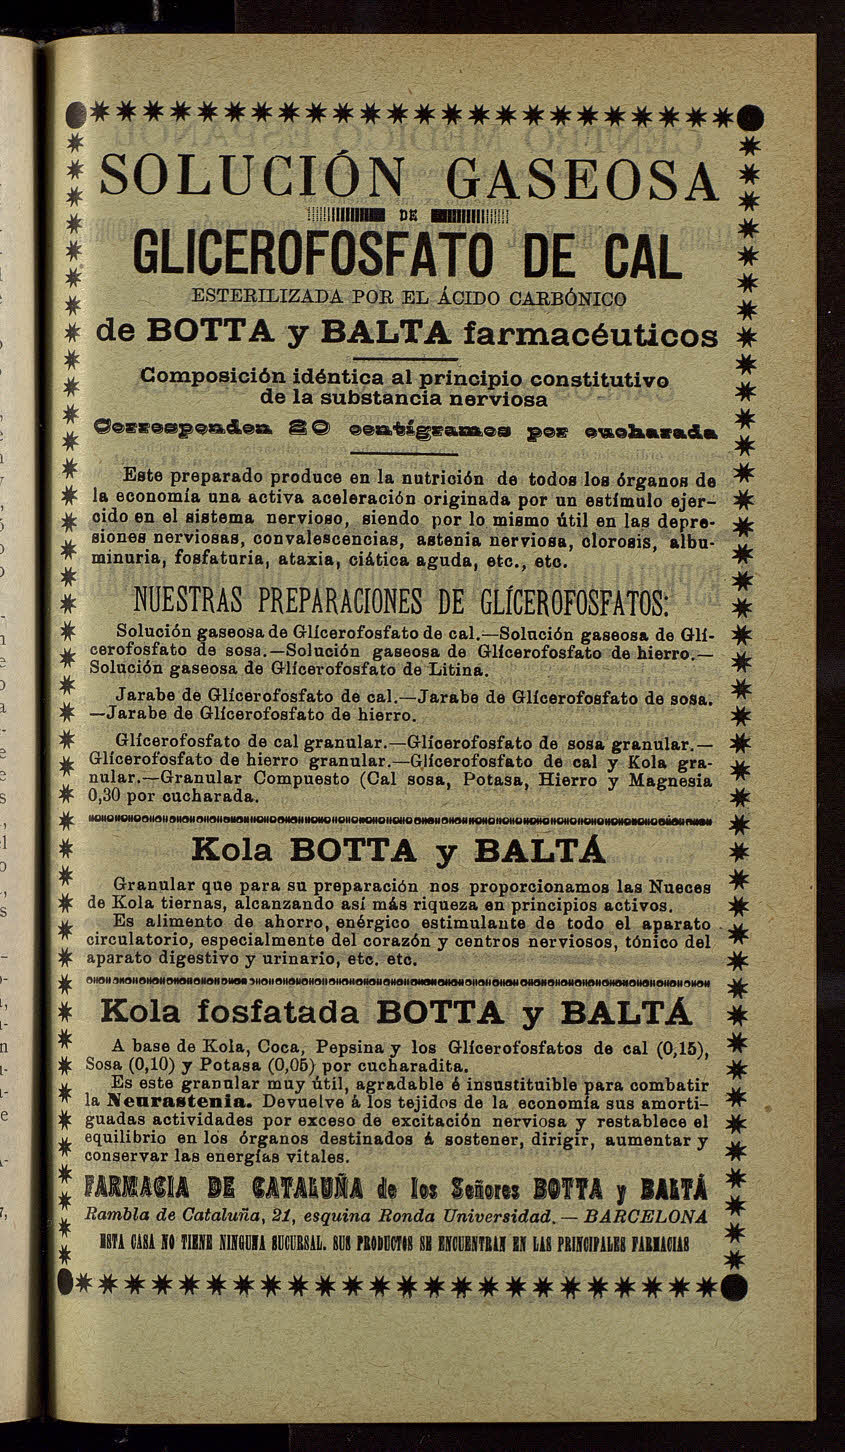 SOLUCIÓN GASEOSA
DE
GLICEROFOSFATO DE CAL
ESTERILIZADA POR EL ÁCIDO CARBÓNICO
de BOTTA y BALTA farmacéuticos
Composición idéntica al principio constitutivo
de la substancia nerviosa
Corresponden 20 centígramos por cucharada
Este preparado produce en la nutrición de todos los órganos de
la economía una activa aceleración originada por un estímulo ejer-
cido en el sistema nervioso, siendo por lo mismo útil en las depre-
siones nerviosas, convalescencias, astenia nerviosa, clorosis, albu-
minuria, fosfaturia, ataxia, ciática aguda, etc., etc.
NUESTRAS PREPARACIONES DE GLÍCEROFOSFATOS:
Solución gaseosa de Glícerofosfato de cal.—Solución gaseosa de Glí-
cerofosfato de sosa.—Solución gaseosa de Glícerofosfato de hierro.—
Solución gaseosa de Glícerofosfato de Litina.
Jarabe de Glícerofosfato de cal.—Jarabe de Glícerofosfato de sosa.
—Jarabe de Glícerofosfato de hierro.
Glícerofosfato de cal granular.—Glícerofosfato de sosa granular.—
Glícerofosfato de hierro granular.—Glícerofosfato de cal y Kola gra-
nular.—Granular Compuesto (Cal sosa, Potasa, Hierro y Magnesia
0,30 por cucharada.
Kola BOTTA y BALTÁ
Granular que para su preparación nos proporcionamos las Nueces
de Kola tiernas, alcanzando así más riqueza en principios activos.
Es alimento de ahorro, enérgico estimulante de todo el aparato
circulatorio, especialmente del corazón y centros nerviosos, tónico del
aparato digestivo y urinario, etc. etc.
Kola fosfatada BOTTA y BALTÁ
A base de Kola, Coca, Pepsina y los Glícerofosfatos de cal (0,15),
Sosa (0,10) y Potasa (0,05) por cucharadita.
Es este granular muy útil, agradable é insustituible para combatir
la Neurastenia. Devuelve á los tejidos de la economía sus amorti-
guadas actividades por exceso de excitación nerviosa y restablece el
equilibrio en los órganos destinados á sostener, dirigir, aumentar y
conservar las energías vitales.
FARMACIA DE CATALUÑA de los Señores BOTTA y BALTÁ
Rambla de Cataluña, 21, esquina Ronda Universidad.—BARCELONA
ESTA CASA NO TIENE NINGUNA SUCURSAL. SUS PRODUCTOS SE ENCUENTRAN EN LAS PRINCIPALES FARMACIAS